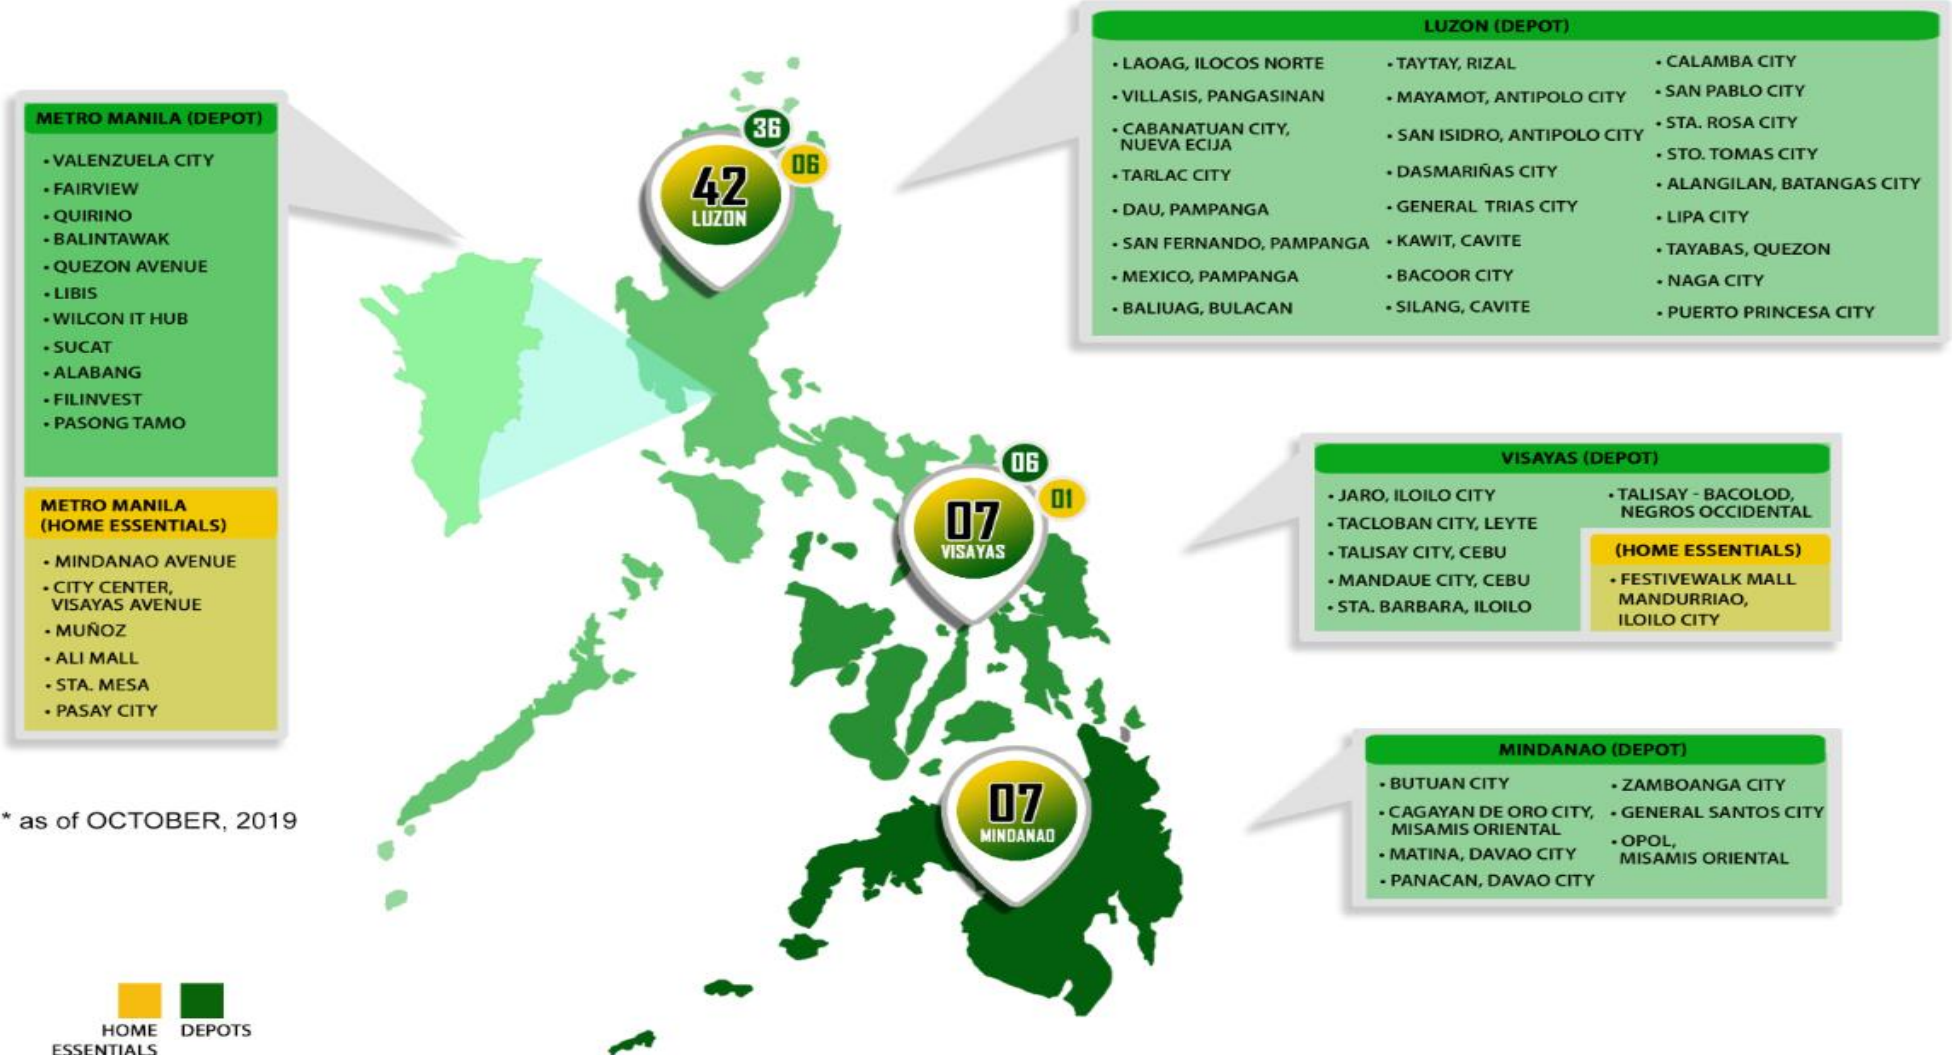 METRO MANILA (DEPOT)
• VALENZUELA CITY
• FAIRVIEW
• QUIRINO
• BALINTAWAK
• QUEZON AVENUE
• LIBIS
• WILCON IT HUB
• SUCAT
• ALABANG
• FILINVEST
• PASONG TAMO
METRO MANILA
(HOME ESSENTIALS)
• MINDANAO AVENUE
• CITY CENTER,
VISAYAS AVENUE
• MUÑOZ
• ALI MALL
• STA. MESA
• PASAY CITY
* as of OCTOBER, 2019
HOME
ESSENTIALS
DEPOTS
36
06
42
LUZON
06
01
07
VISAYAS
07
MINDANAO
LUZON (DEPOT)
• LAOAG, ILOCOS NORTE
• VILLASIS, PANGASINAN
• CABANATUAN CITY,
NUEVA ECIJA
• TARLAC CITY
• DAU, PAMPANGA
• SAN FERNANDO, PAMPANGA
• MEXICO, PAMPANGA
• BALIUAG, BULACAN
• TAYTAY, RIZAL
• MAYAMOT, ANTIPOLO CITY
• SAN ISIDRO, ANTIPOLO CITY
• DASMARIÑAS CITY
• GENERAL TRIAS CITY
• KAWIT, CAVITE
• BACOOR CITY
• SILANG, CAVITE
• CALAMBA CITY
• SAN PABLO CITY
• STA. ROSA CITY
• STO. TOMAS CITY
• ALANGILAN, BATANGAS CITY
• LIPA CITY
• TAYABAS, QUEZON
• NAGA CITY
• PUERTO PRINCESA CITY
VISAYAS (DEPOT)
• JARO, ILOILO CITY
• TACLOBAN CITY, LEYTE
• TALISAY CITY, CEBU
• MANDAUE CITY, CEBU
• STA. BARBARA, ILOILO
• TALISAY - BACOLOD,
NEGROS OCCIDENTAL
(HOME ESSENTIALS)
• FESTIVEWALK MALL
MANDURRIAO,
ILOILO CITY
MINDANAO (DEPOT)
• BUTUAN CITY
• CAGAYAN DE ORO CITY,
MISAMIS ORIENTAL
• MATINA, DAVAO CITY
• PANACAN, DAVAO CITY
• ZAMBOANGA CITY
• GENERAL SANTOS CITY
• OPOL,
MISAMIS ORIENTAL